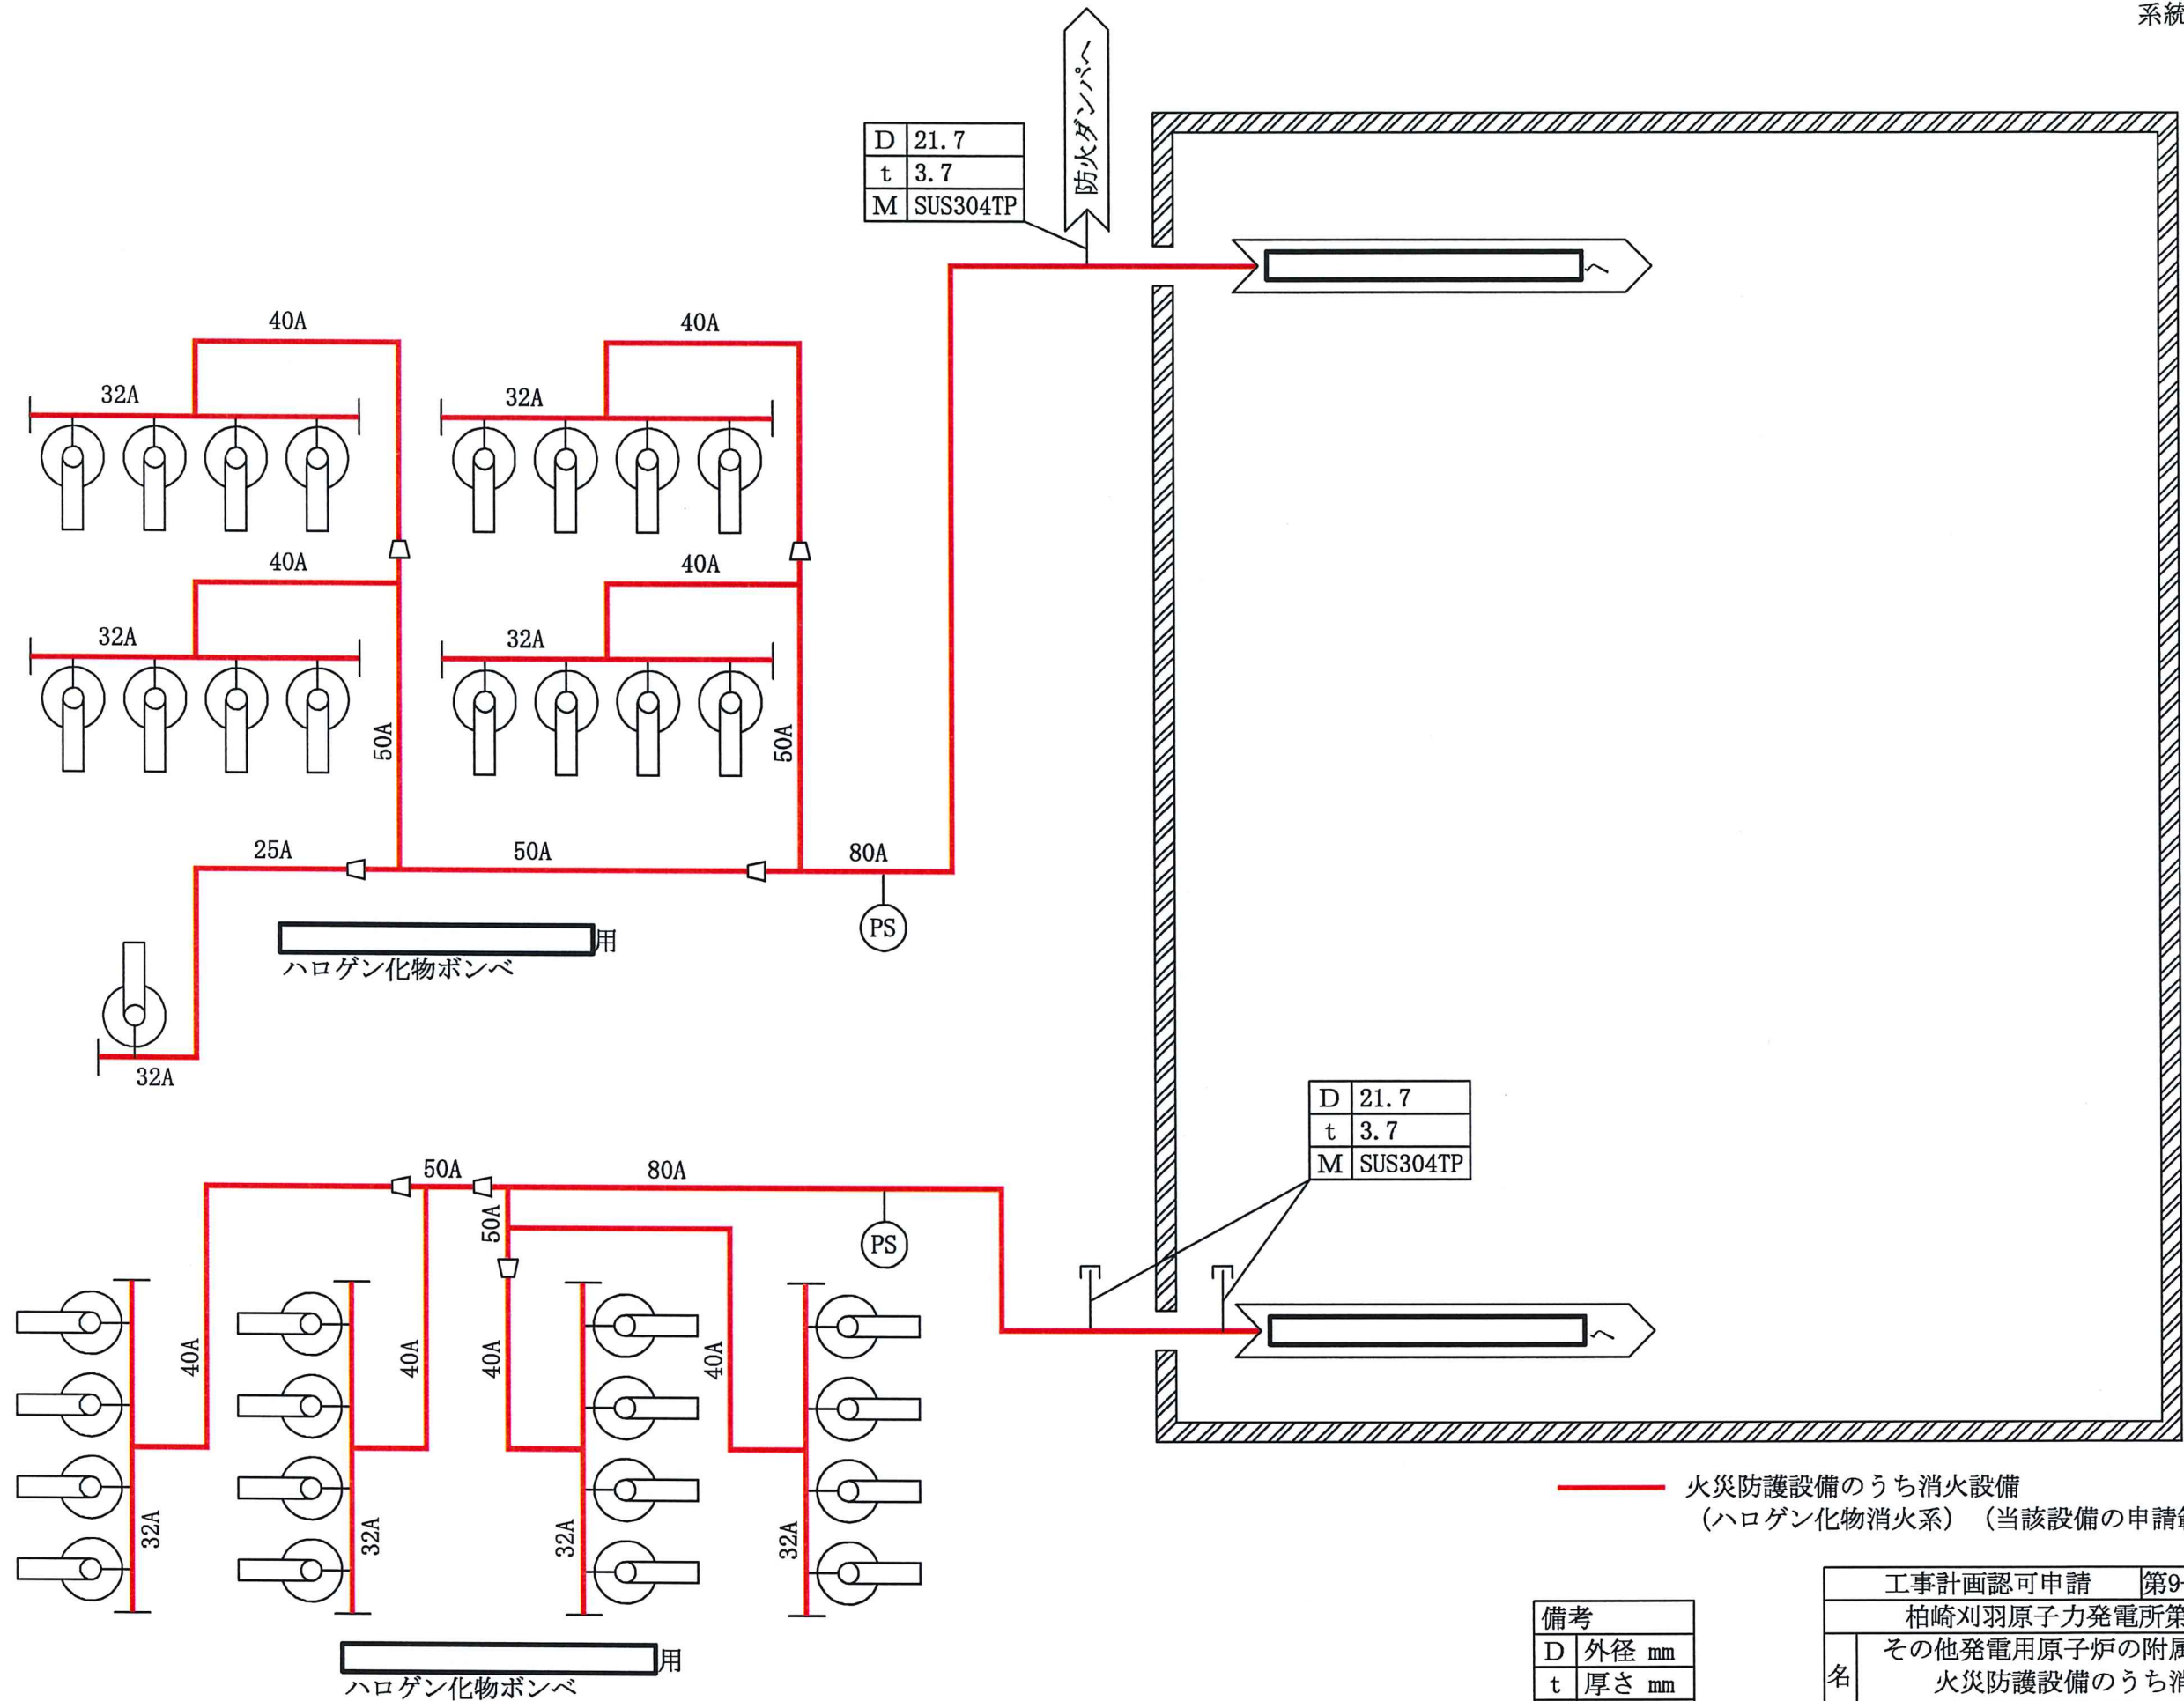 系統
防火ダンパへ
D 21.7
t 3.7
M SUS304TP
へ
40A
40A
32A
32A
40A
40A
32A
32A
50A
50A
25A
50A
80A
PS
用
ハロゲン化物ボンベ
32A
D 21.7
t 3.7
M SUS304TP
50A
80A
50A
PS
へ
40A
40A
40A
40A
32A
32A
32A
32A
用
ハロゲン化物ボンベ
火災防護設備のうち消火設備
（ハロゲン化物消火系）（当該設備の申請
備考
D 外径 mm
t 厚さ mm
工事計画認可申請 第9-
柏崎刈羽原子力発電所第
名 その他発電用原子炉の附属
火災防護設備のうち消